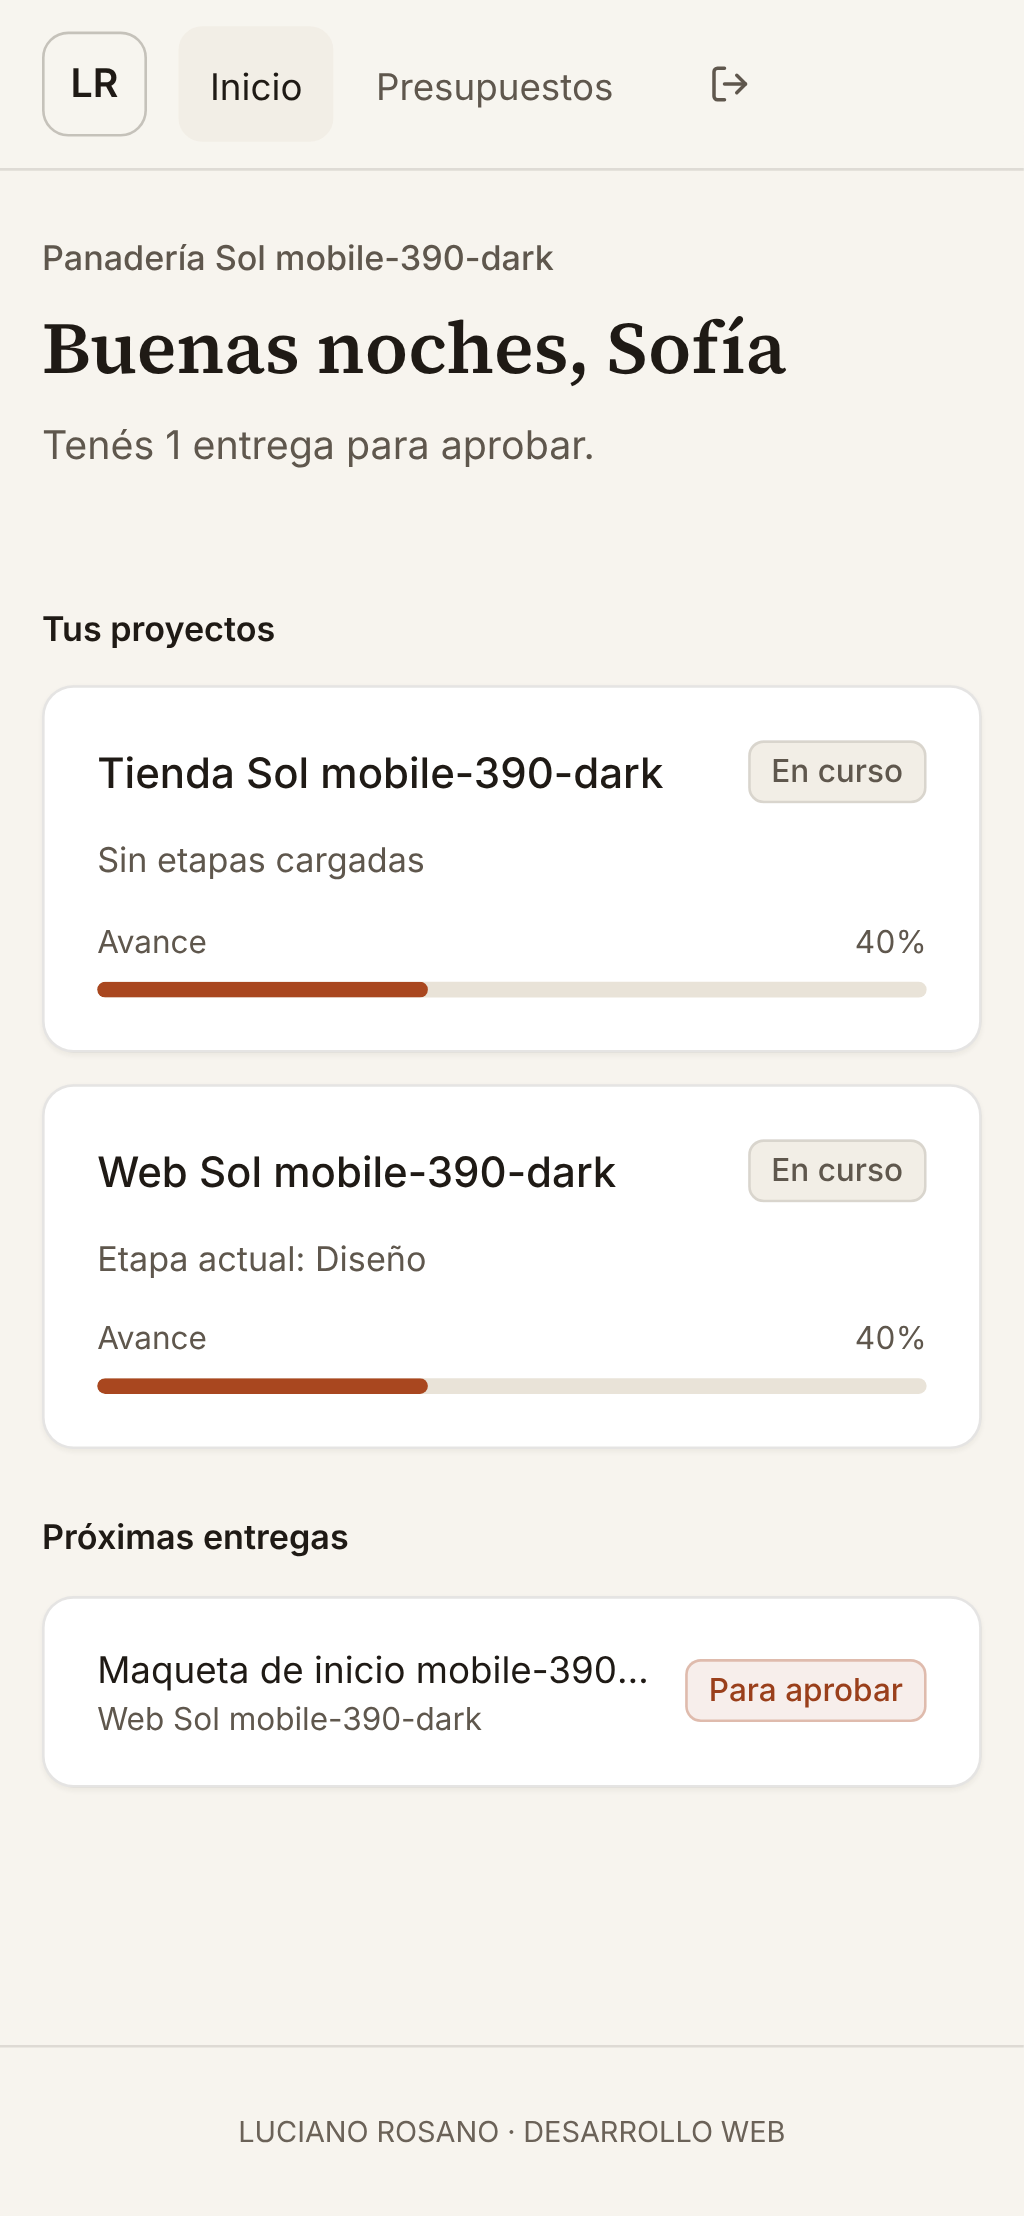 LR
Inicio
Presupuestos
Panadería Sol mobile-390-dark
Buenas noches, Sofía
Tenés 1 entrega para aprobar.
Tus proyectos
Tienda Sol mobile-390-dark
En curso
Sin etapas cargadas
Avance
40%
Web Sol mobile-390-dark
En curso
Etapa actual: Diseño
Avance
40%
Próximas entregas
Maqueta de inicio mobile-390...
Para aprobar
Web Sol mobile-390-dark
LUCIANO ROSANO · DESARROLLO WEB